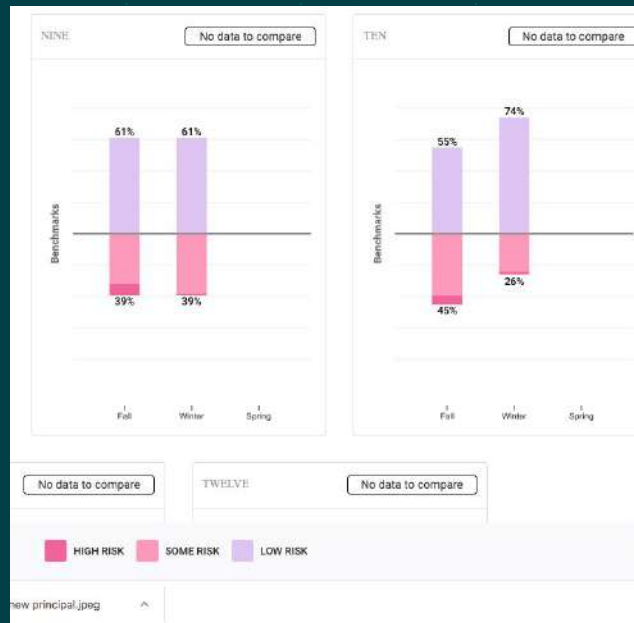 NINE
No data to compare
61%
61%
Benchmarks
39%
39%
Fall
Winter
Spring
TEN
No data to compare
74%
55%
Benchmarks
26%
45%
Fall
Winter
Spring
No data to compare
TWELVE
No data to compare
HIGH RISK
SOME RISK
LOW RISK
new principal.jpeg